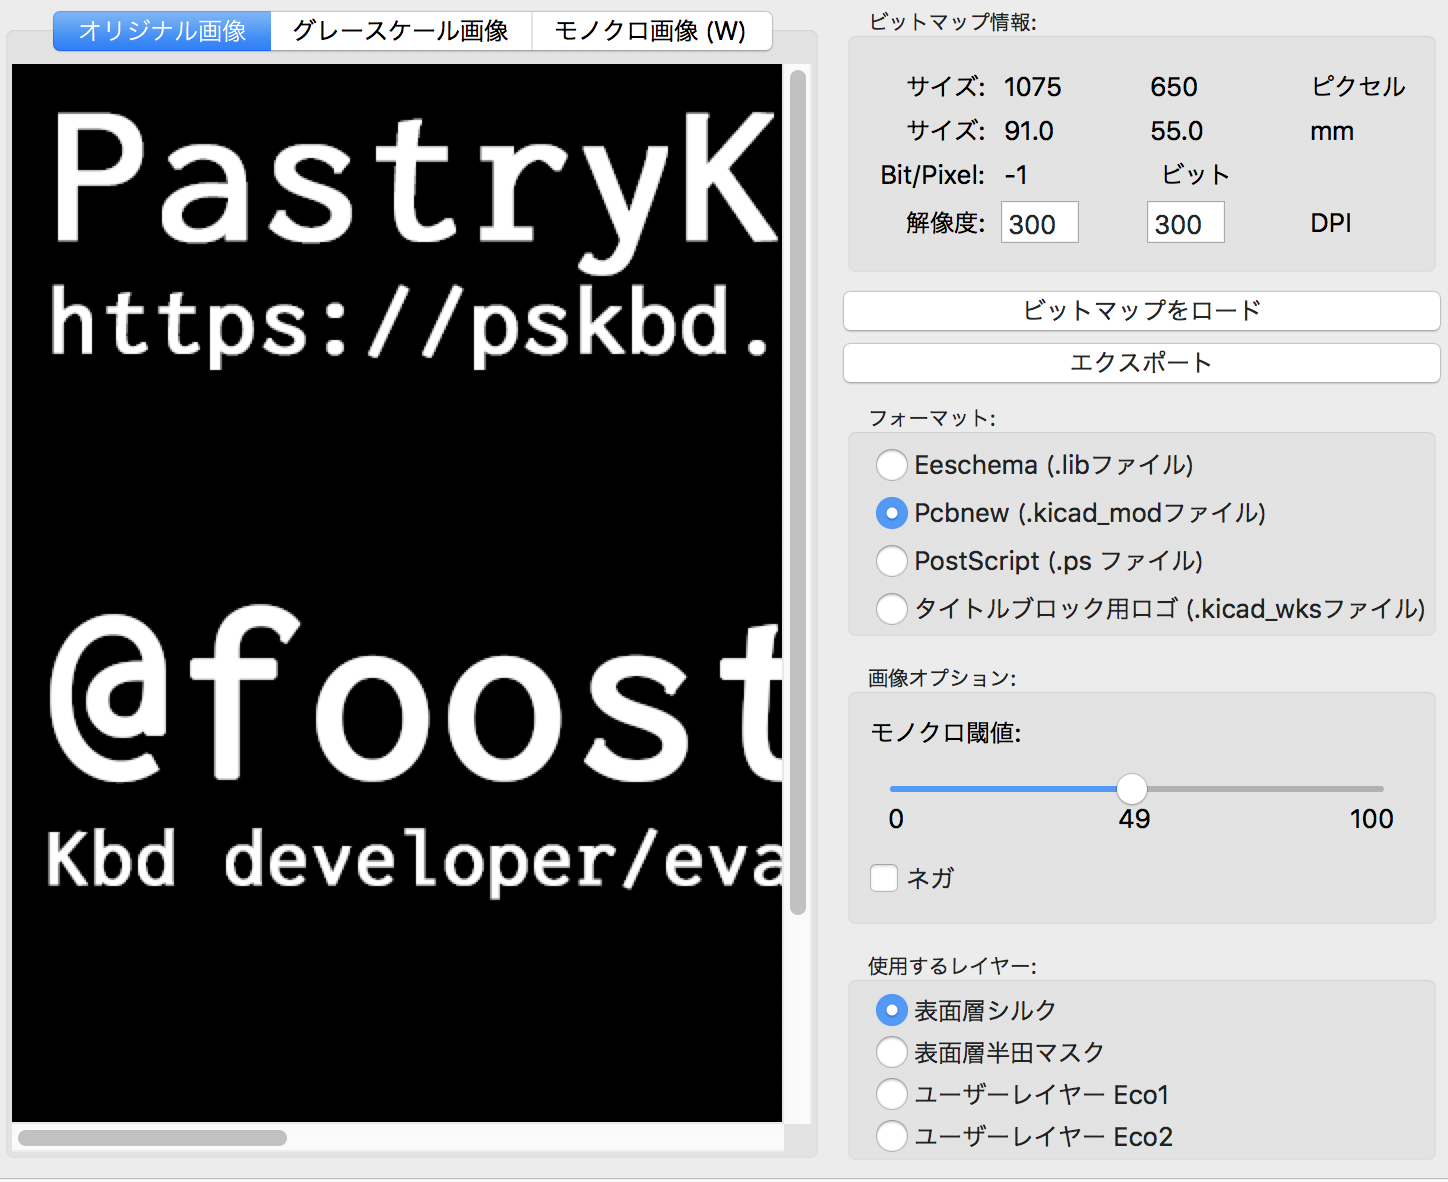 オリジナル画像 グレースケール画像 モノクロ画像 (W)
PastryK
https://pskbd.
@foost
Kbd developer/eva
ビットマップ情報:
サイズ: 1075 650 ピクセル
サイズ: 91.0 55.0 mm
Bit/Pixel: -1 ビット
解像度: 300 300 DPI
ビットマップをロード
エクスポート
フォーマット:
Eeschema (.libファイル)
Pcbnew (.kicad_modファイル)
PostScript (.ps ファイル)
タイトルブロック用ロゴ (.kicad_wksファイル)
画像オプション:
モノクロ閾値:
0 49 100
ネガ
使用するレイヤー:
表面層シルク
表面層半田マスク
ユーザーレイヤー Eco1
ユーザーレイヤー Eco2